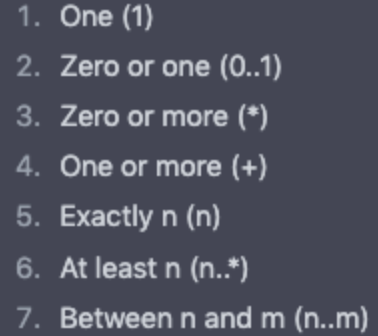 1. One (1)
2. Zero or one (0..1)
3. Zero or more (*)
4. One or more (+)
5. Exactly n (n)
6. At least n (n..*)
7. Between n and m (n..m)